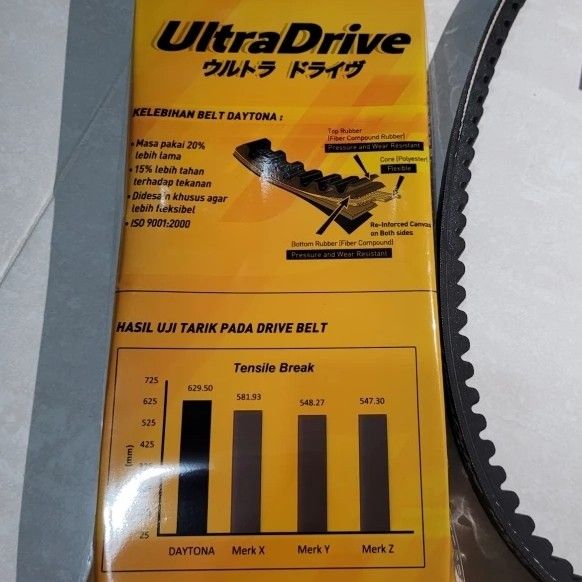 UltraDrive
ウルトラ ドライヴ
KELEBIHAN BELT DAYTONA :
• Masa pakai 20%
lebih lama
• 15% lebih tahan
terhadap tekanan
• Didesain khusus agar
lebih fleksibel
• ISO 9001:2000
Top Rubber
(Fiber Compound Rubber)
Pressure and Wear Resistant
Core (Polyester)
Flexible
Re-Inforced Canvas
on Both sides
Bottom Rubber (Fiber Compound)
Pressure and Wear Resistant
HASIL UJI TARIK PADA DRIVE BELT
Tensile Break
725
625
525
425
25
(mm)
629.50
581.93
548.27
547.30
DAYTONA
Merk X
Merk Y
Merk Z